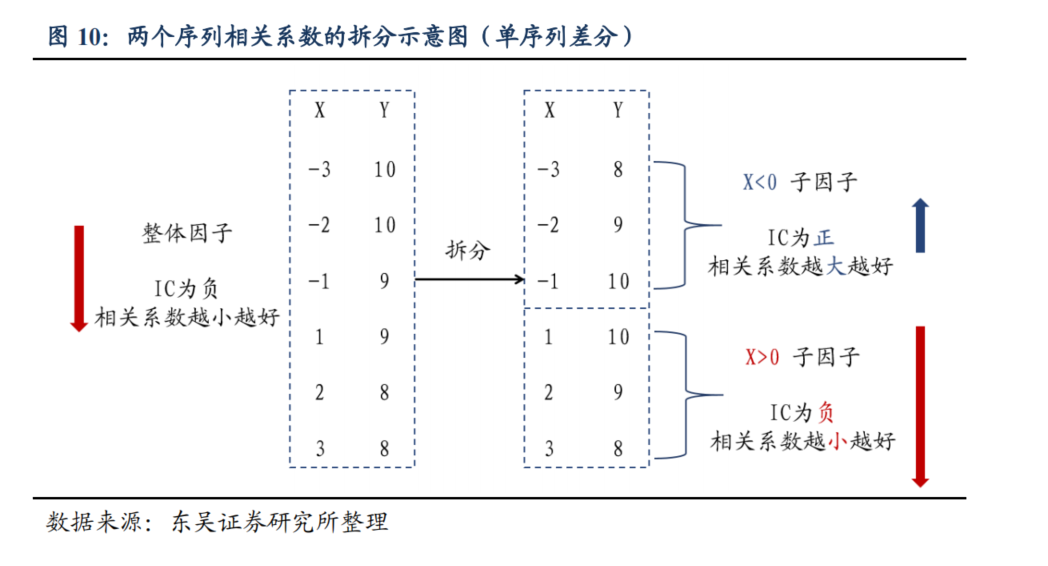 图 10：两个序列相关系数的拆分示意图（单序列差分）
X Y
-3 10
-2 10
-1 9
1 9
2 8
3 8
整体因子
IC为负
相关系数越小越好
拆分
X Y
-3 8
-2 9
-1 10
1 10
2 9
3 8
X<0 子因子
IC为正
相关系数越大越好
X>0 子因子
IC为负
相关系数越小越好
数据来源：东吴证券研究所整理